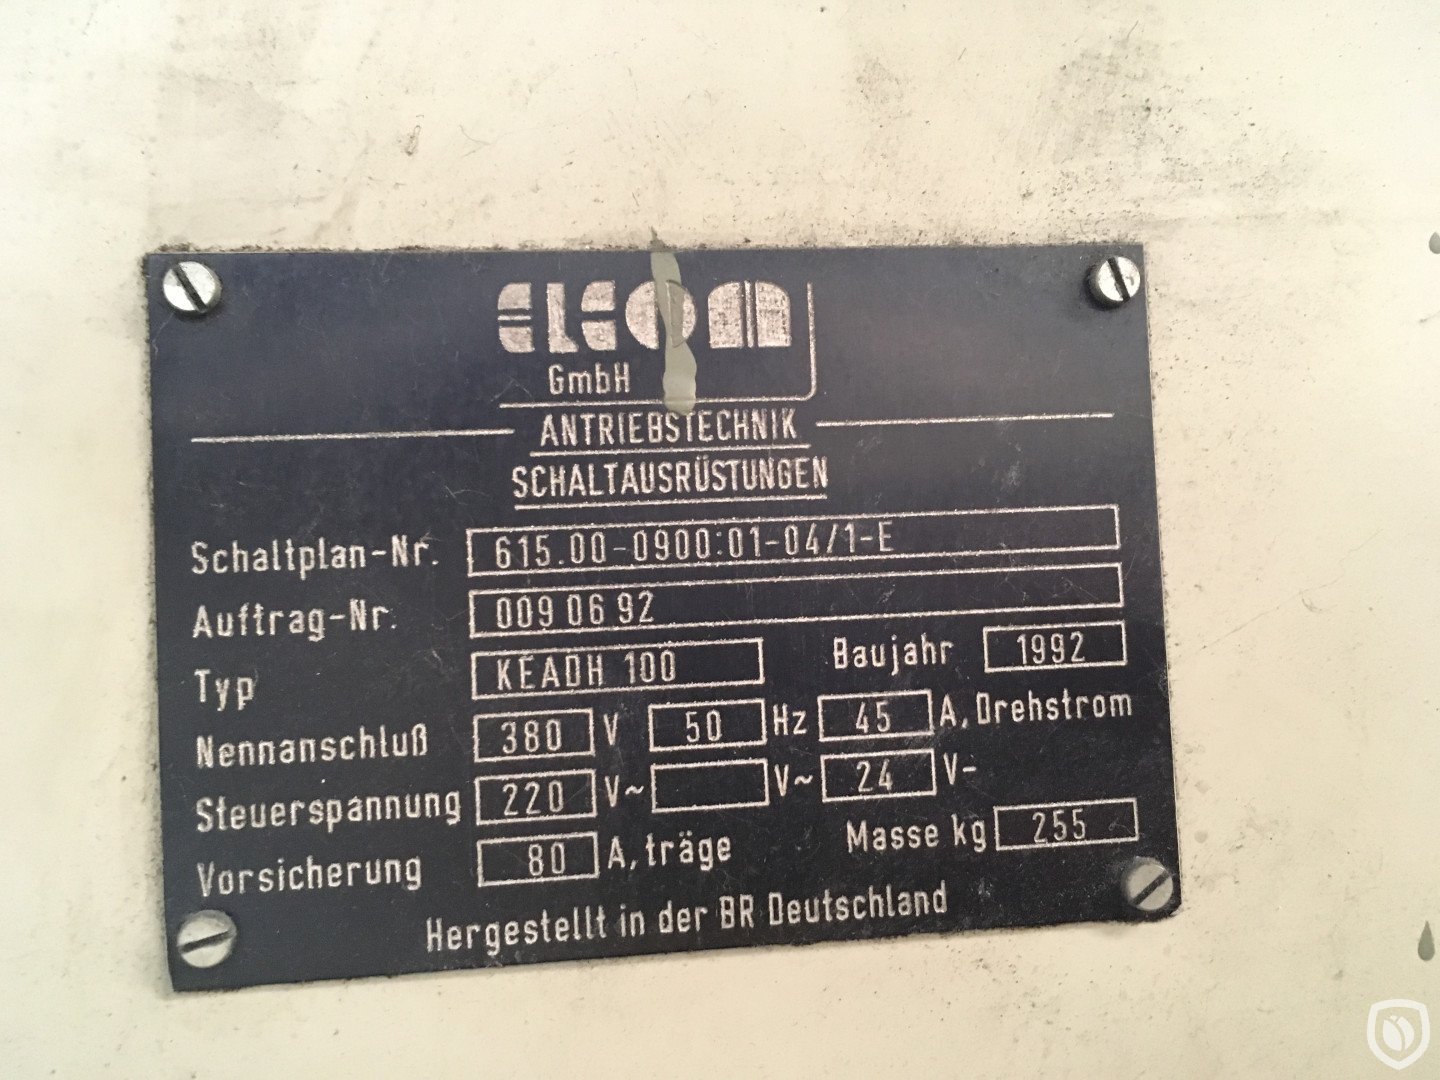 ELECOM
GmbH
ANTRIEBSTECHNIK
SCHALTAUSRÜSTUNGEN
Schaltplan-Nr. 615.00-0900:01-04/1-E
Auftrag-Nr. 009 06 92
Typ KEADH 100 Baujahr 1992
Nennanschluß 380 V 50 Hz 45 A, Drehstrom
Steuerspannung 220 V~ V~ 24 V-
Vorsicherung 80 A, träge Masse kg 255
Hergestellt in der BR Deutschland